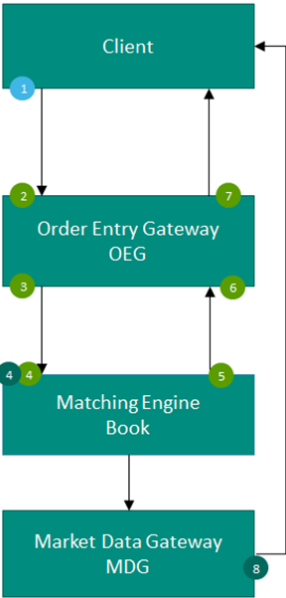 Client
1
2
7
Order Entry Gateway
OEG
3
6
4
4
5
Matching Engine
Book
Market Data Gateway
MDG
8